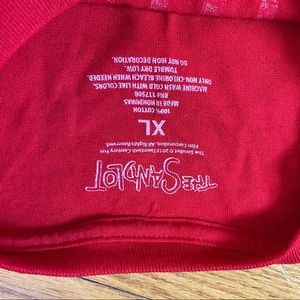 THE SANDLOT
The Sandlot © 2018 Twentieth Century Fox
Film Corporation. All Rights Reserved.
XL
100% COTTON
MADE IN HONDURAS
RN# 117508
MACHINE WASH COLD WITH LIKE COLORS.
ONLY NON-CHLORINE BLEACH WHEN NEEDED.
TUMBLE DRY LOW.
DO NOT IRON DECORATION.